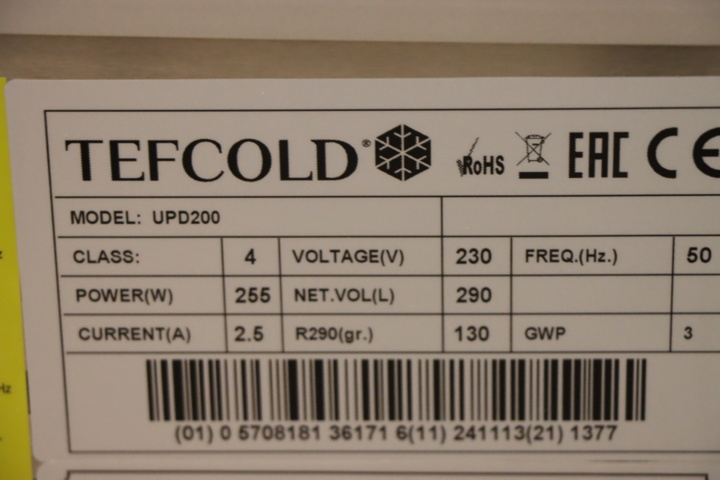 TEFCOLD®
RoHS EAC CE
MODEL: UPD200
CLASS: 4 VOLTAGE(V) 230 FREQ.(Hz.) 50
POWER(W) 255 NET.VOL(L) 290
CURRENT(A) 2.5 R290(gr.) 130 GWP 3
(01) 0 5708181 36171 6(11) 241113(21) 1377